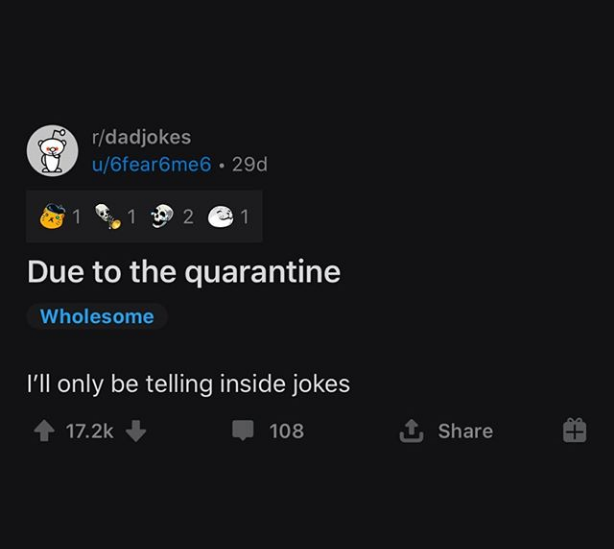 r/dadjokes
u/6fear6me6 • 29d
1 1 2 1
Due to the quarantine
Wholesome
I’ll only be telling inside jokes
17.2k 108 Share